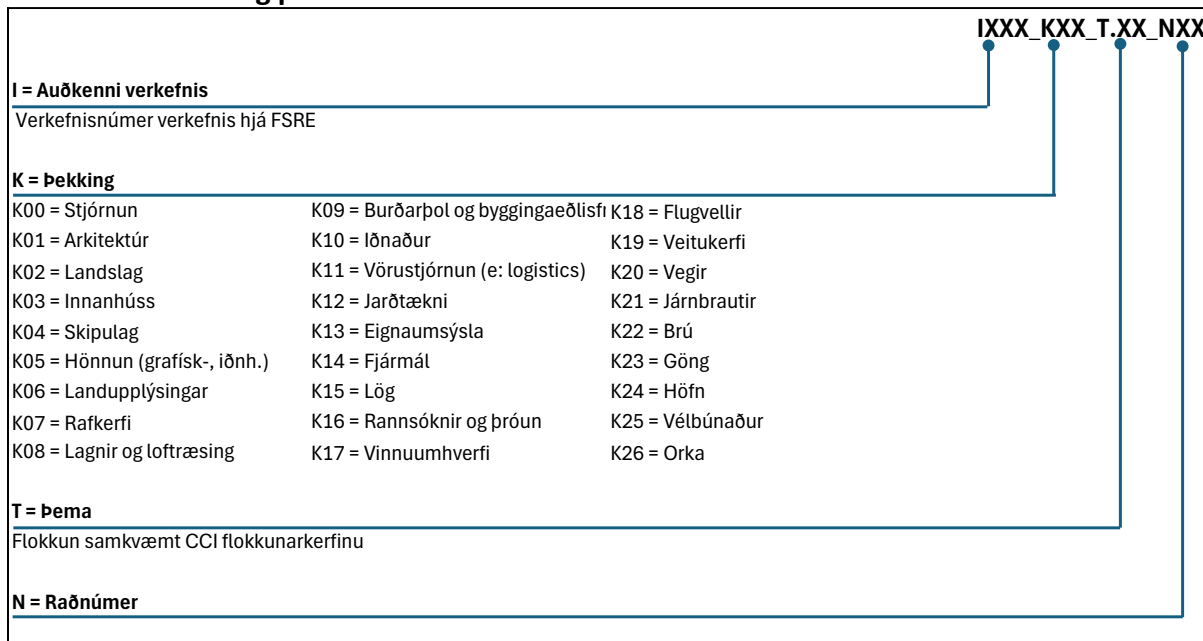 IXXX_KXX_T.XX_NXX
I = Auðkenni verkefnis
Verkefnisnúmer verkefnis hjá FSRE
K = Þekking
K00 = Stjórnun
K01 = Arkitektúr
K02 = Landslag
K03 = Innanhúss
K04 = Skipulag
K05 = Hönnun (grafísk-, iðnh.)
K06 = Landupplýsingar
K07 = Rafkerfi
K08 = Lagnir og loftræsing
K09 = Burðarþol og byggingaeðlisfr
K10 = Iðnaður
K11 = Vörustjórnun (e: logistics)
K12 = Jarðtækni
K13 = Eignaumsýsla
K14 = Fjármál
K15 = Lög
K16 = Rannsóknir og þróun
K17 = Vinnuumhverfi
K18 = Flugvellir
K19 = Veitukerfi
K20 = Vegir
K21 = Járnbrautir
K22 = Brú
K23 = Göng
K24 = Höfn
K25 = Vélbúnaður
K26 = Orka
T = Þema
Flokkun samkvæmt CCI flokkunarkerfinu
N = Raðnúmer